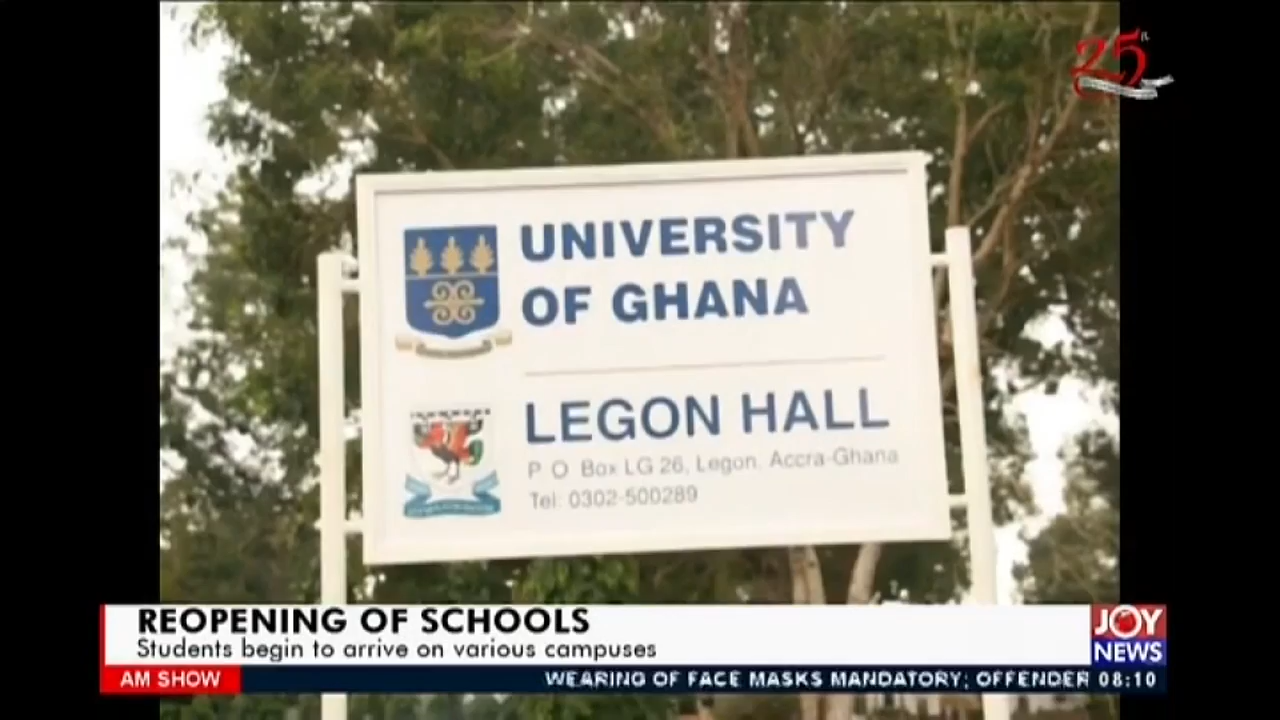 25
UNIVERSITY
OF GHANA
LEGON HALL
P O Box LG 26, Legon, Accra-Ghana
Tel: 0302-500289
REOPENING OF SCHOOLS
Students begin to arrive on various campuses
JOY
NEWS
AM SHOW
WEARING OF FACE MASKS MANDATORY; OFFENDER 08:10